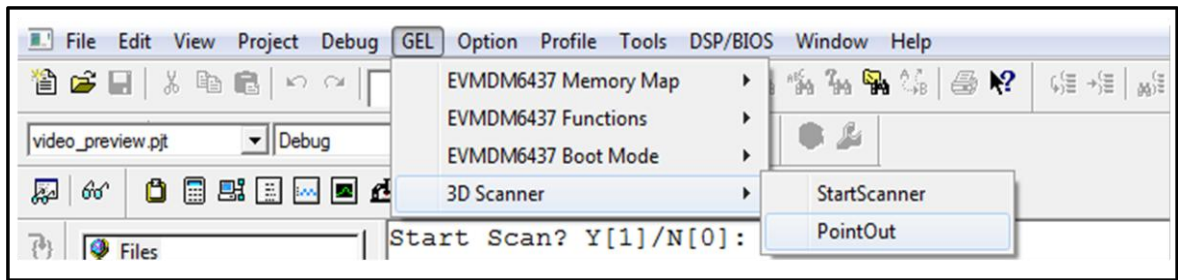 File Edit View Project Debug GEL Option Profile Tools DSP/BIOS Window Help
EVMDM6437 Memory Map
video_preview.pjt Debug
EVMDM6437 Functions
EVMDM6437 Boot Mode
3D Scanner
StartScanner
PointOut
Files
Start Scan? Y[1]/N[0]: